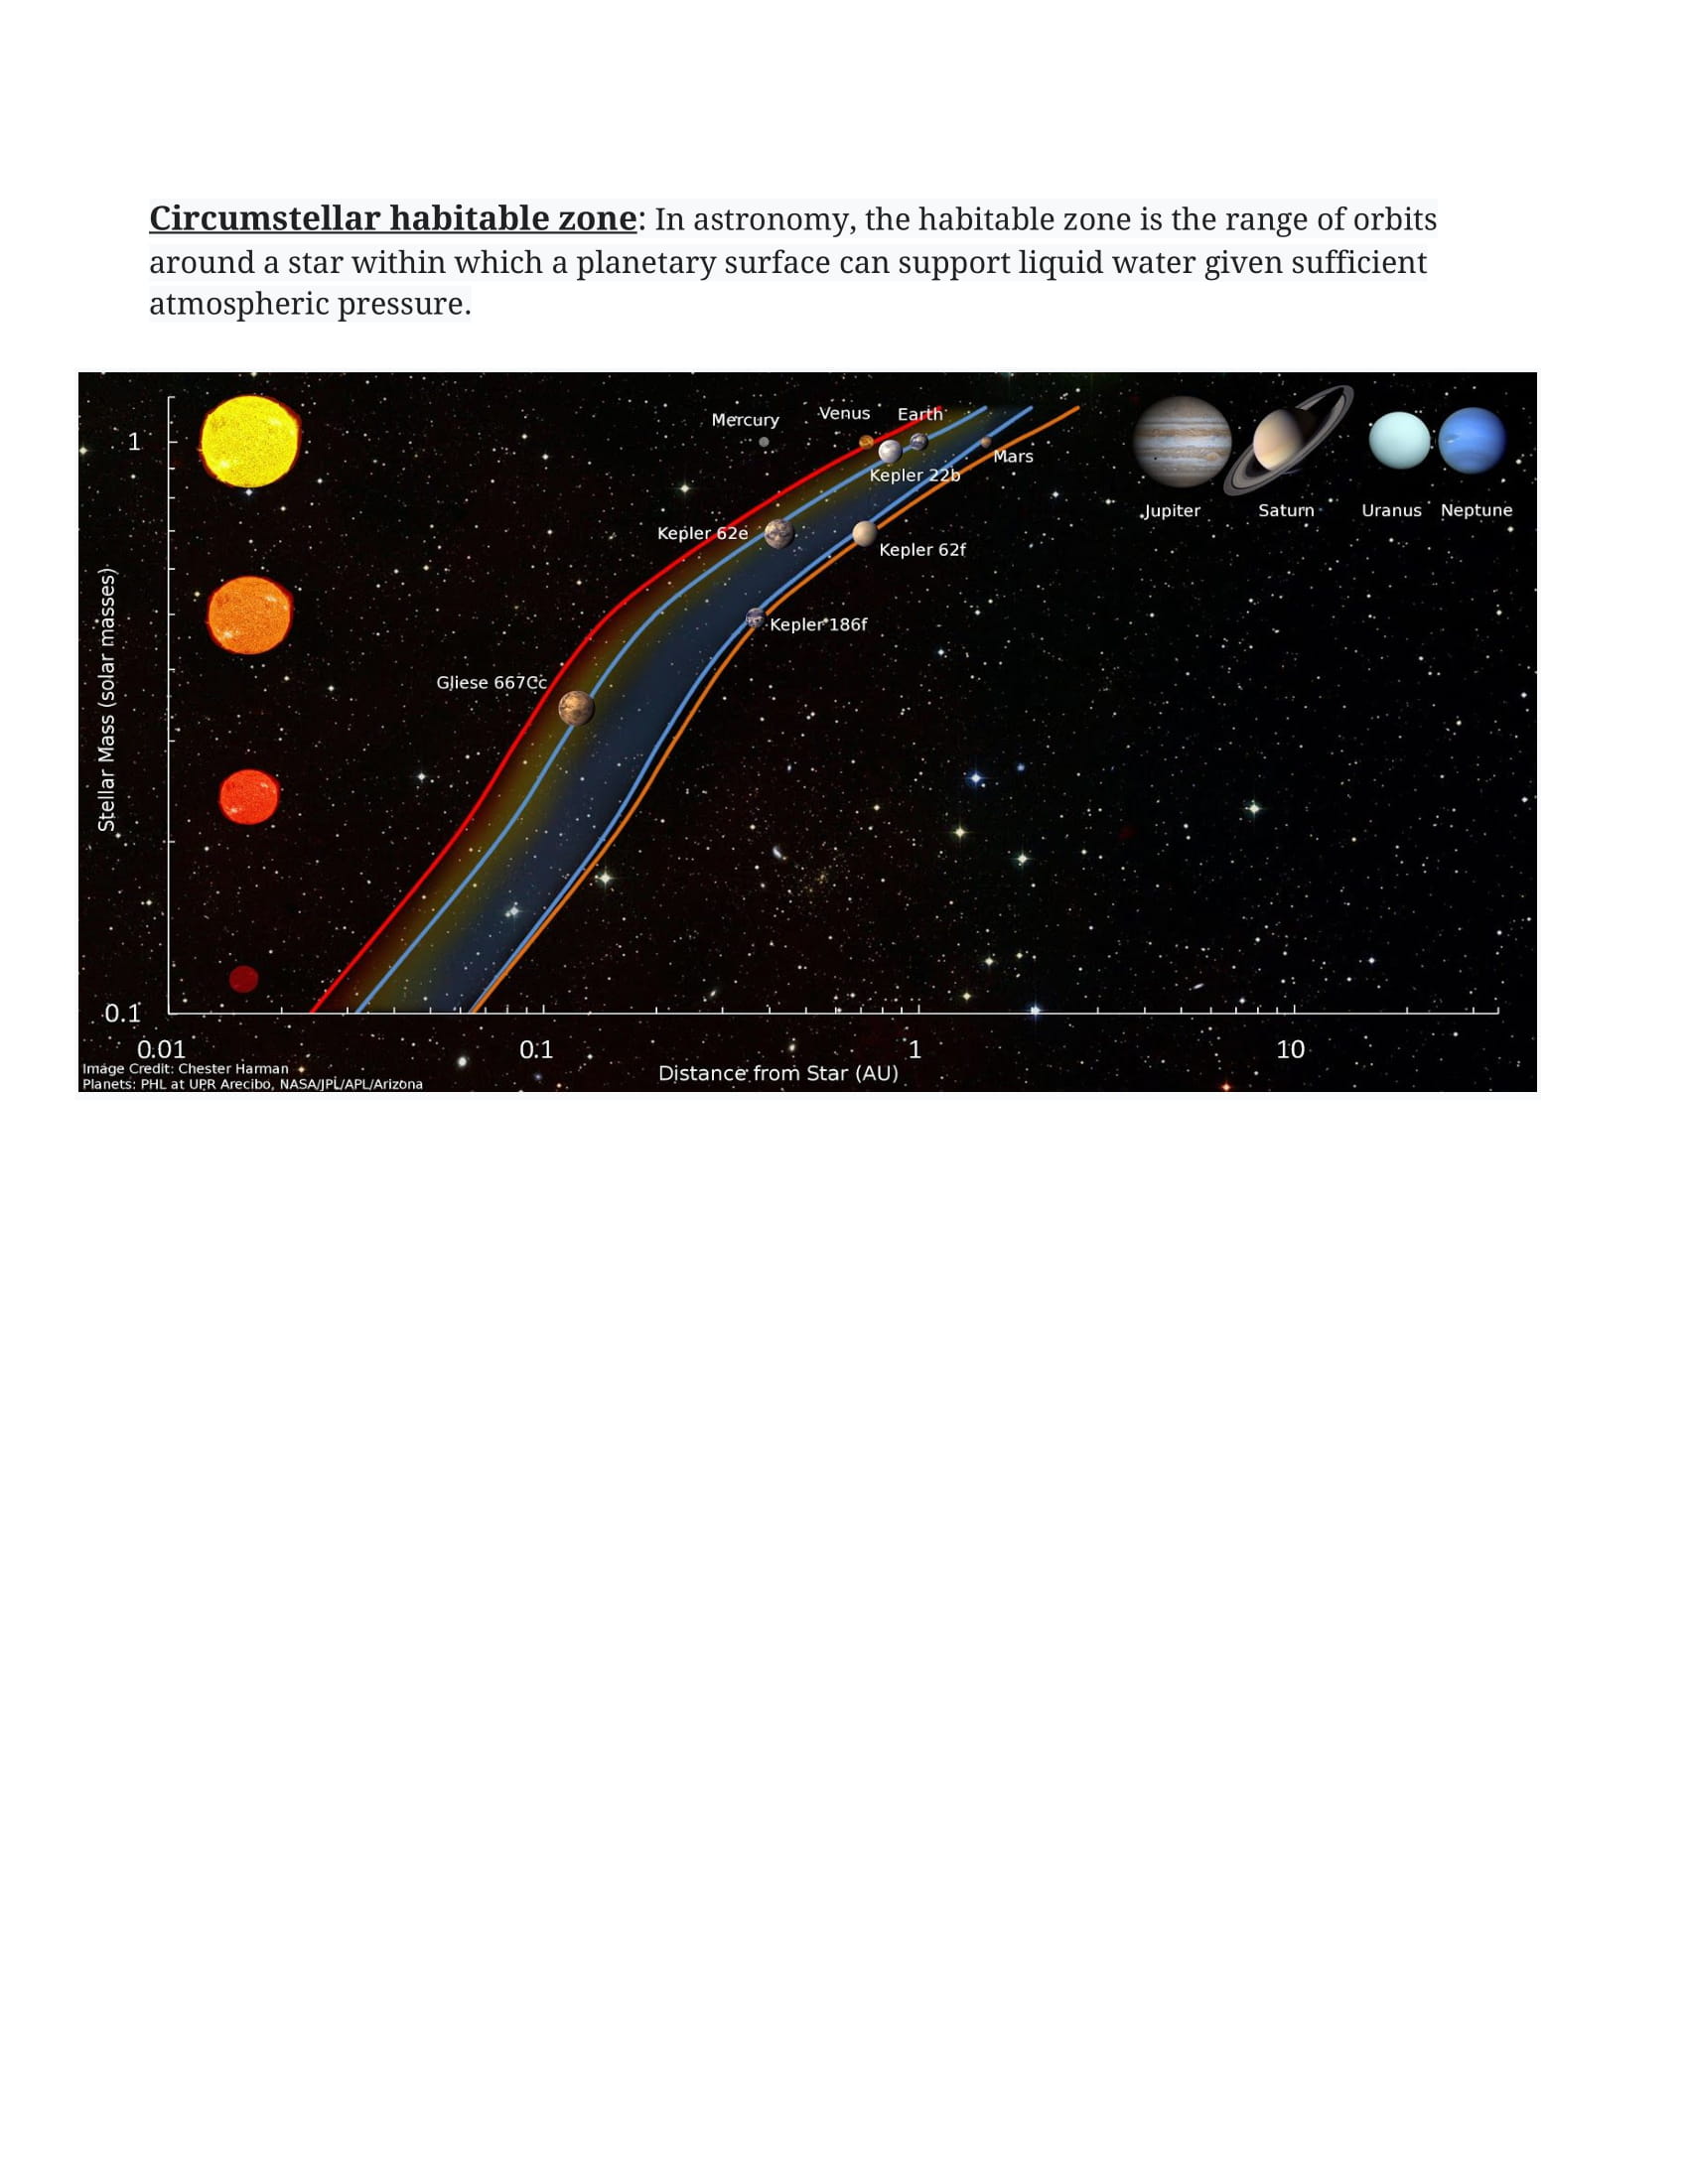 Circumstellar habitable zone: In astronomy, the habitable zone is the range of orbits
around a star within which a planetary surface can support liquid water given sufficient
atmospheric pressure.
Mercury
Venus
Earth
1
Kepler 22b
Mars
Jupiter
Saturn
Uranus
Neptune
Kepler 62e
Kepler 62f
Kepler 186f
Gliese 667Cc
Stellar Mass (solar masses)
0.1
0.01
0.1
1
10
Distance from Star (AU)
Image Credit: Chester Harman
Planets: PHL at UPR Arecibo, NASA/JPL/APL/Arizona